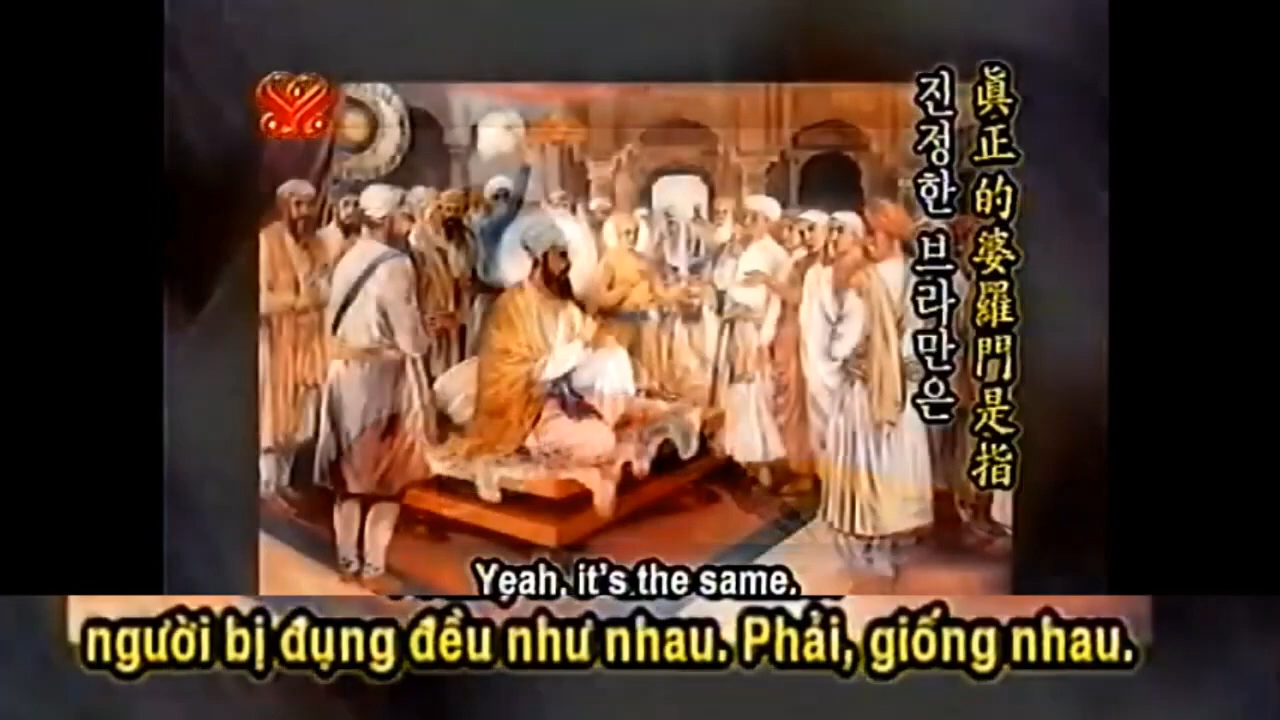 眞正的婆羅門是指
진정한 브라만은
Yeah, it's the same.
người bị đụng đều như nhau. Phải, giống nhau.